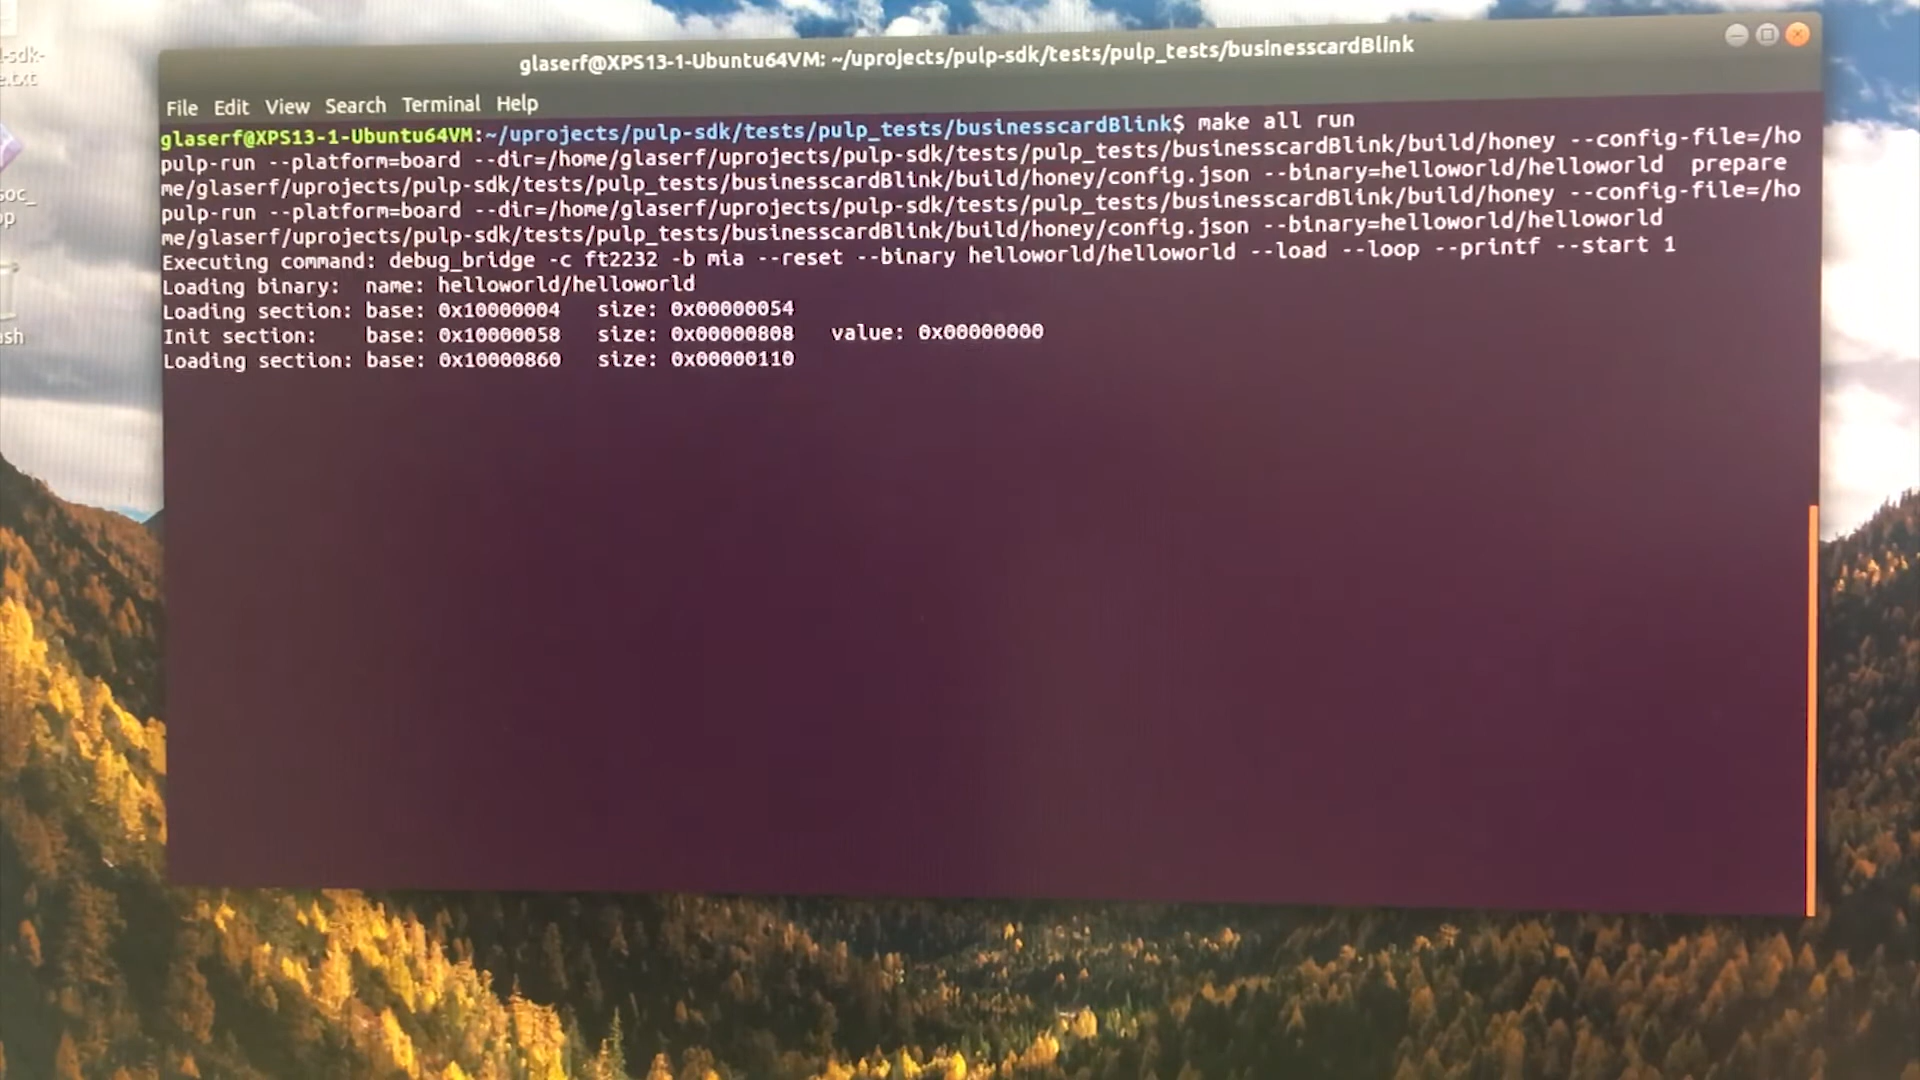 l-sdk-
e.txt
soc_
op
ash
glaserf@XPS13-1-Ubuntu64VM: ~/uprojects/pulp-sdk/tests/pulp_tests/businesscardBlink
File Edit View Search Terminal Help
glaserf@XPS13-1-Ubuntu64VM:~/uprojects/pulp-sdk/tests/pulp_tests/businesscardBlink$ make all run
pulp-run --platform=board --dir=/home/glaserf/uprojects/pulp-sdk/tests/pulp_tests/businesscardBlink/build/honey --config-file=/ho
me/glaserf/uprojects/pulp-sdk/tests/pulp_tests/businesscardBlink/build/honey/config.json --binary=helloworld/helloworld  prepare
pulp-run --platform=board --dir=/home/glaserf/uprojects/pulp-sdk/tests/pulp_tests/businesscardBlink/build/honey --config-file=/ho
me/glaserf/uprojects/pulp-sdk/tests/pulp_tests/businesscardBlink/build/honey/config.json --binary=helloworld/helloworld
Executing command: debug_bridge -c ft2232 -b mia --reset --binary helloworld/helloworld --load --loop --printf --start 1
Loading binary:  name: helloworld/helloworld
Loading section: base: 0x10000004   size: 0x00000054
Init section:    base: 0x10000058   size: 0x00000808   value: 0x00000000
Loading section: base: 0x10000860   size: 0x00000110